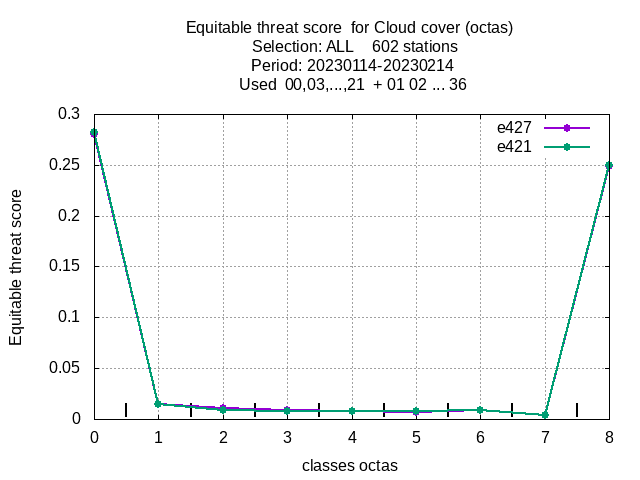 Equitable threat score  for Cloud cover (octas)
Selection: ALL    602 stations
Period: 20230114-20230214
Used  00,03,...,21  + 01 02 ... 36
e427
e421
0.3
0.25
0.2
0.15
0.1
0.05
0
Equitable threat score
0 1 2 3 4 5 6 7 8
classes octas